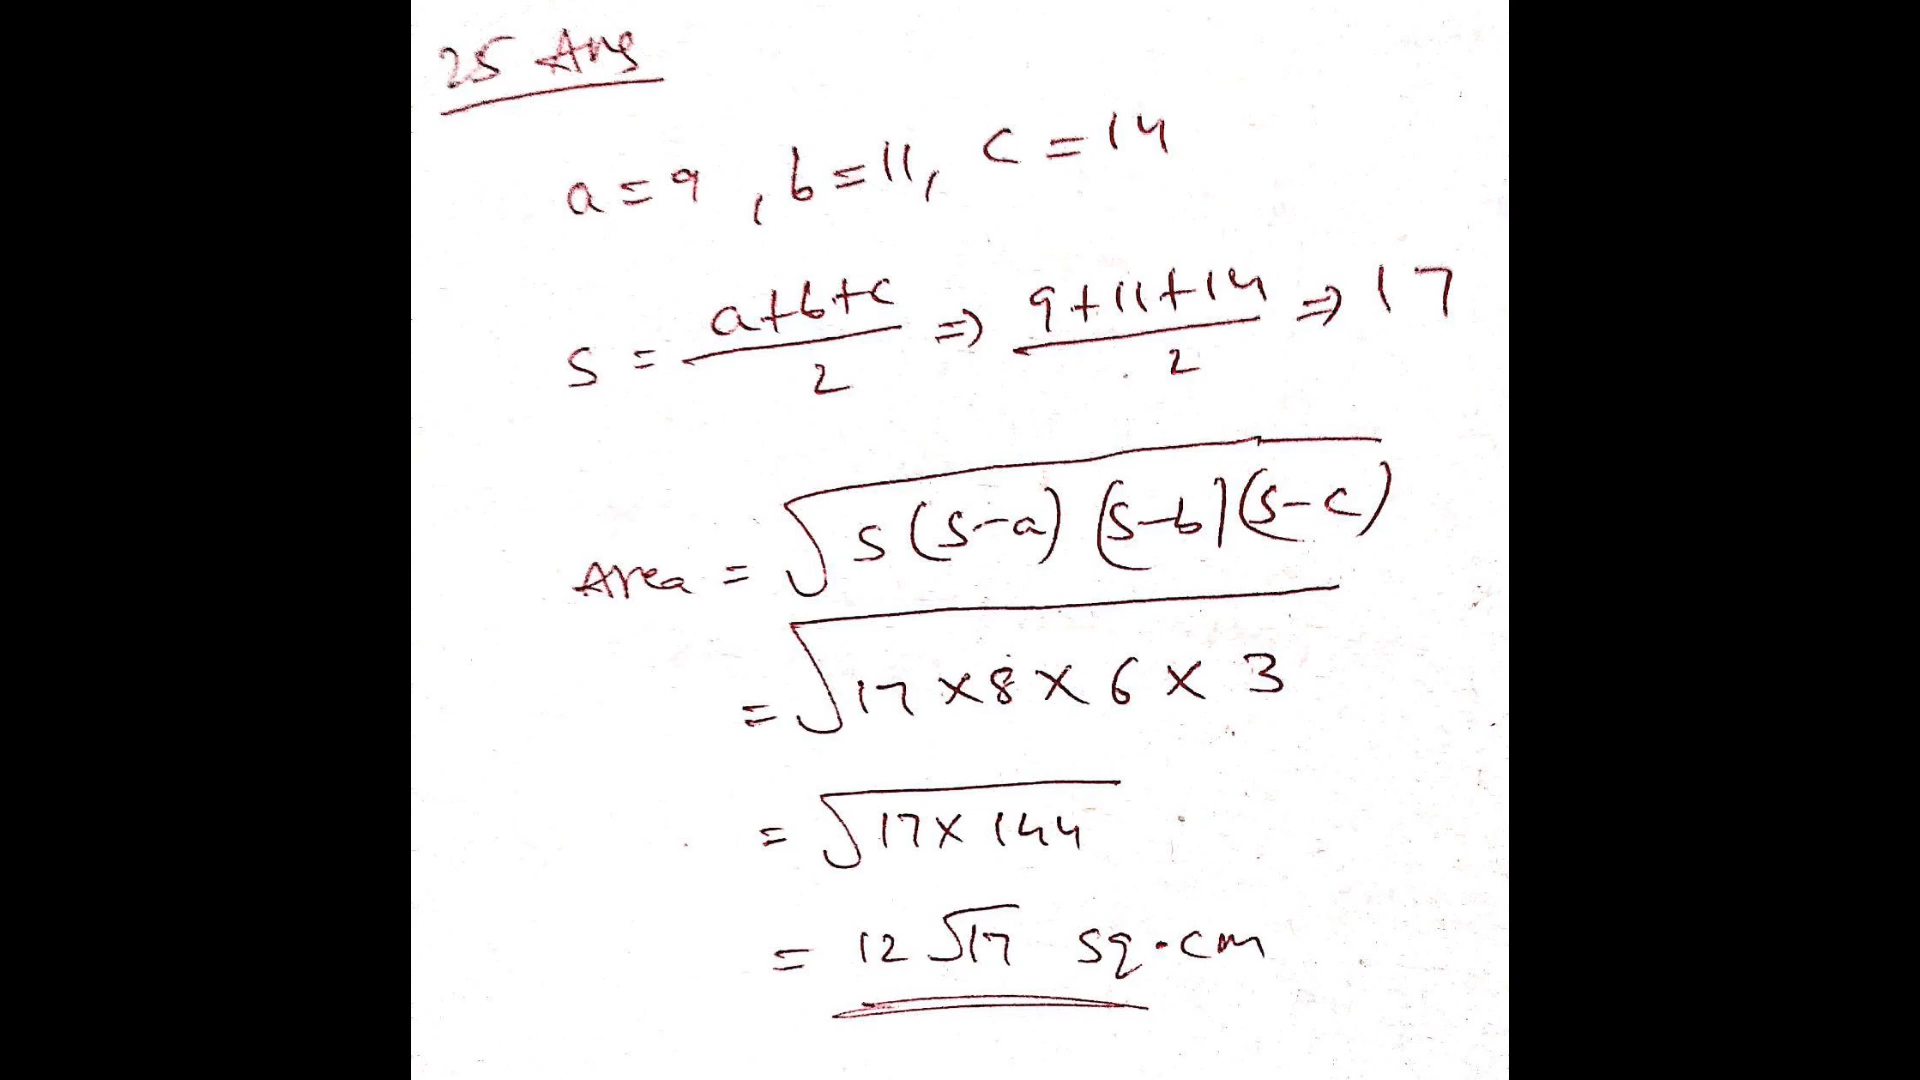 25 Ans
a = 9, b = 11, c = 14
s = a+b+c/2 ⇒ 9+11+14/2 ⇒ 17
Area = √s(s-a)(s-b)(s-c)
= √17 × 8 × 6 × 3
= √17 × 144
= 12√17 sq.cm